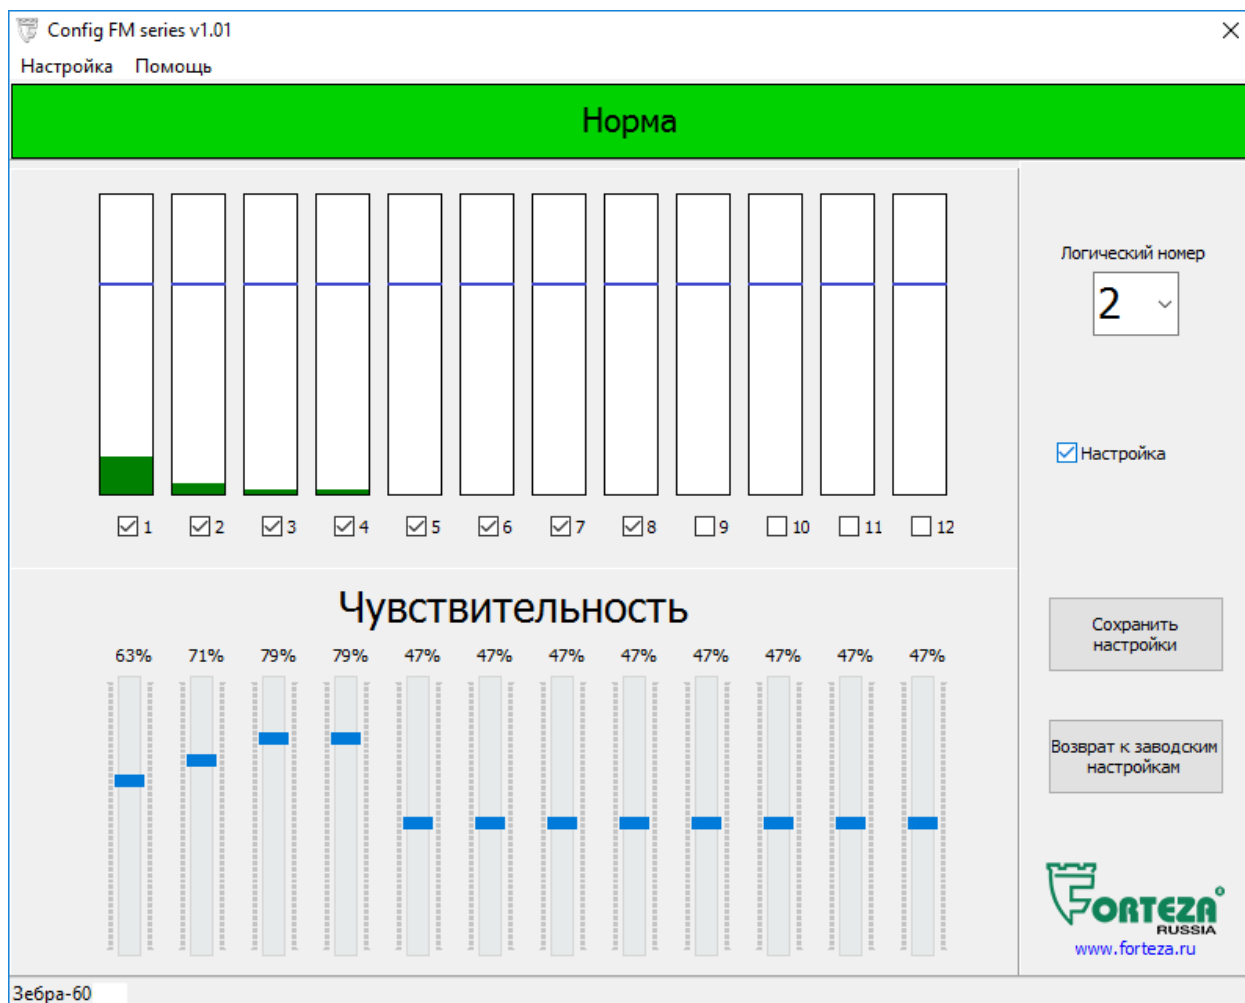 Config FM series v1.01
Настройка Помощь
Норма
Логический номер
2
Настройка
1 2 3 4 5 6 7 8 9 10 11 12
Чувствительность
63% 71% 79% 79% 47% 47% 47% 47% 47% 47% 47% 47%
Сохранить
настройки
Возврат к заводским
настройкам
FORTEZA®
RUSSIA
www.forteza.ru
Зебра-60